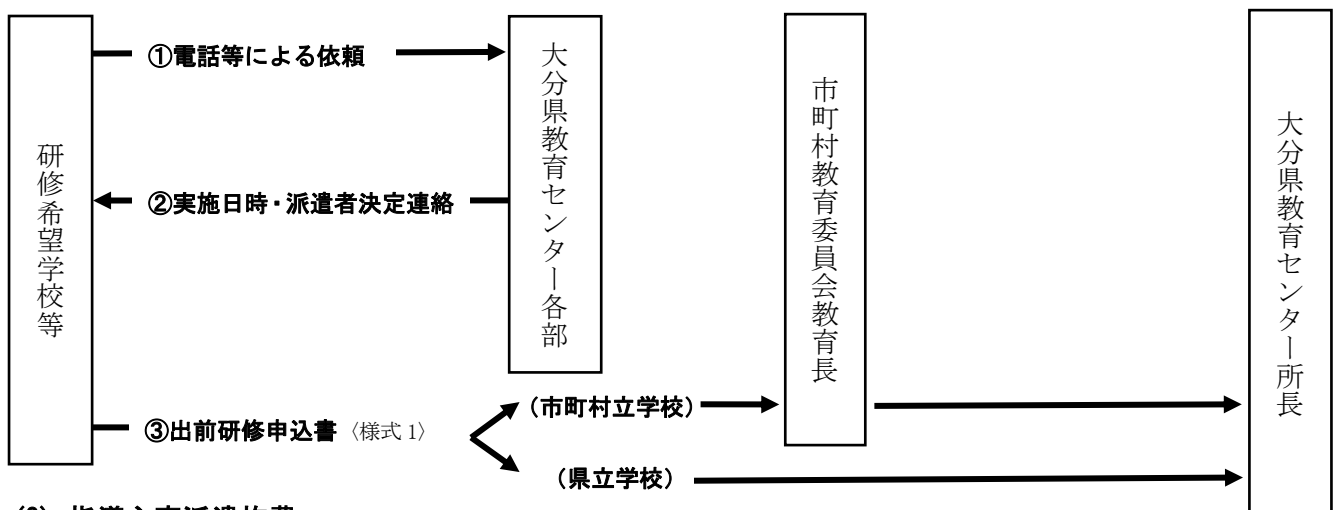 研修希望学校等
①電話等による依頼
②実施日時・派遣者決定連絡
③出前研修申込書〈様式1〉
大分県教育センター各部
(市町村立学校)
(県立学校)
市町村教育委員会教育長
大分県教育センター所長